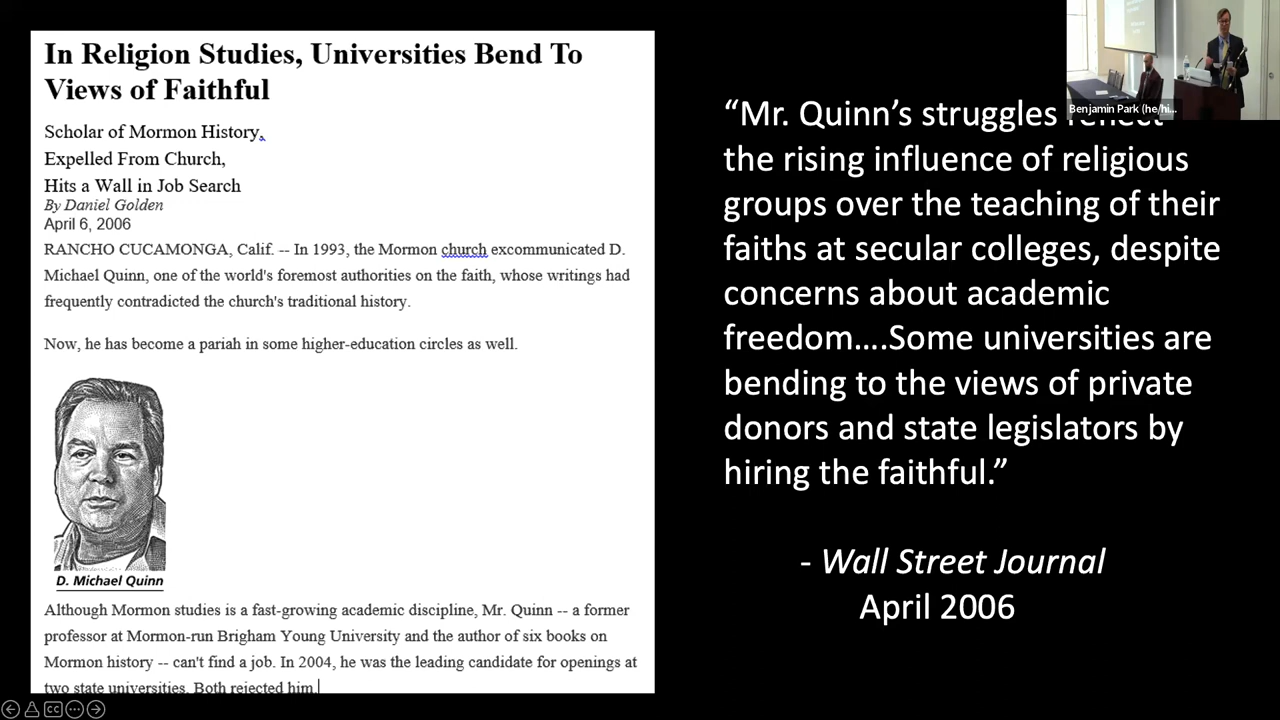 In Religion Studies, Universities Bend To
Views of Faithful
Scholar of Mormon History,
Expelled From Church,
Hits a Wall in Job Search
By Daniel Golden
April 6, 2006
RANCHO CUCAMONGA, Calif. -- In 1993, the Mormon church excommunicated D.
Michael Quinn, one of the world's foremost authorities on the faith, whose writings had
frequently contradicted the church's traditional history.
Now, he has become a pariah in some higher-education circles as well.
D. Michael Quinn
Although Mormon studies is a fast-growing academic discipline, Mr. Quinn -- a former
professor at Mormon-run Brigham Young University and the author of six books on
Mormon history -- can't find a job. In 2004, he was the leading candidate for openings at
two state universities. Both rejected him.
“Mr. Quinn’s struggles reflect
the rising influence of religious
groups over the teaching of their
faiths at secular colleges, despite
concerns about academic
freedom….Some universities are
bending to the views of private
donors and state legislators by
hiring the faithful.”
- Wall Street Journal
April 2006
Benjamin Park (he/hi...
CC